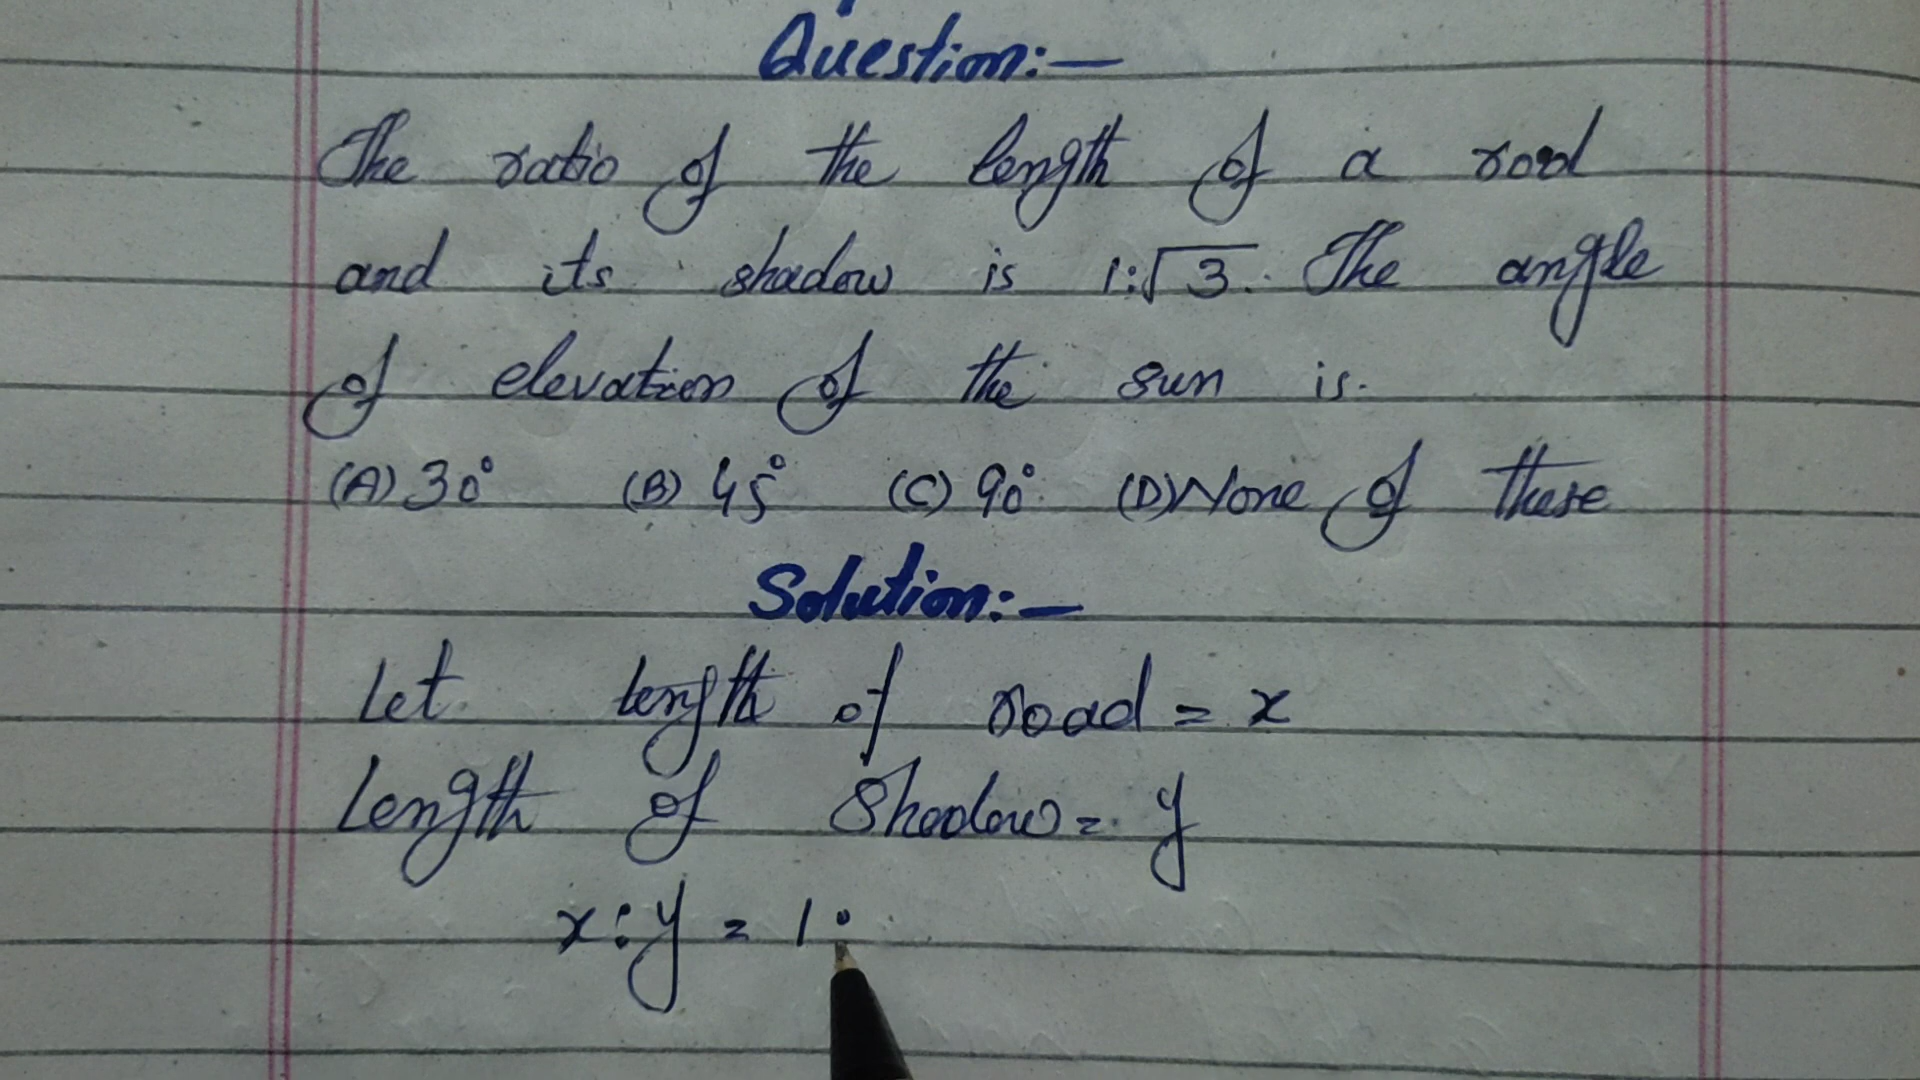 Question:-
The ratio of the length of a rod
and its shadow is 1:√3. The angle
of elevation of the sun is.
(A) 30° (B) 45° (C) 90° (D) None of these
Solution:-
Let length of road = x
Length of Shadow = y
x:y = 1: